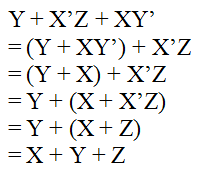 Y + X’Z + XY’
= (Y + XY’) + X’Z
= (Y + X) + X’Z
= Y + (X + X’Z)
= Y + (X + Z)
= X + Y + Z